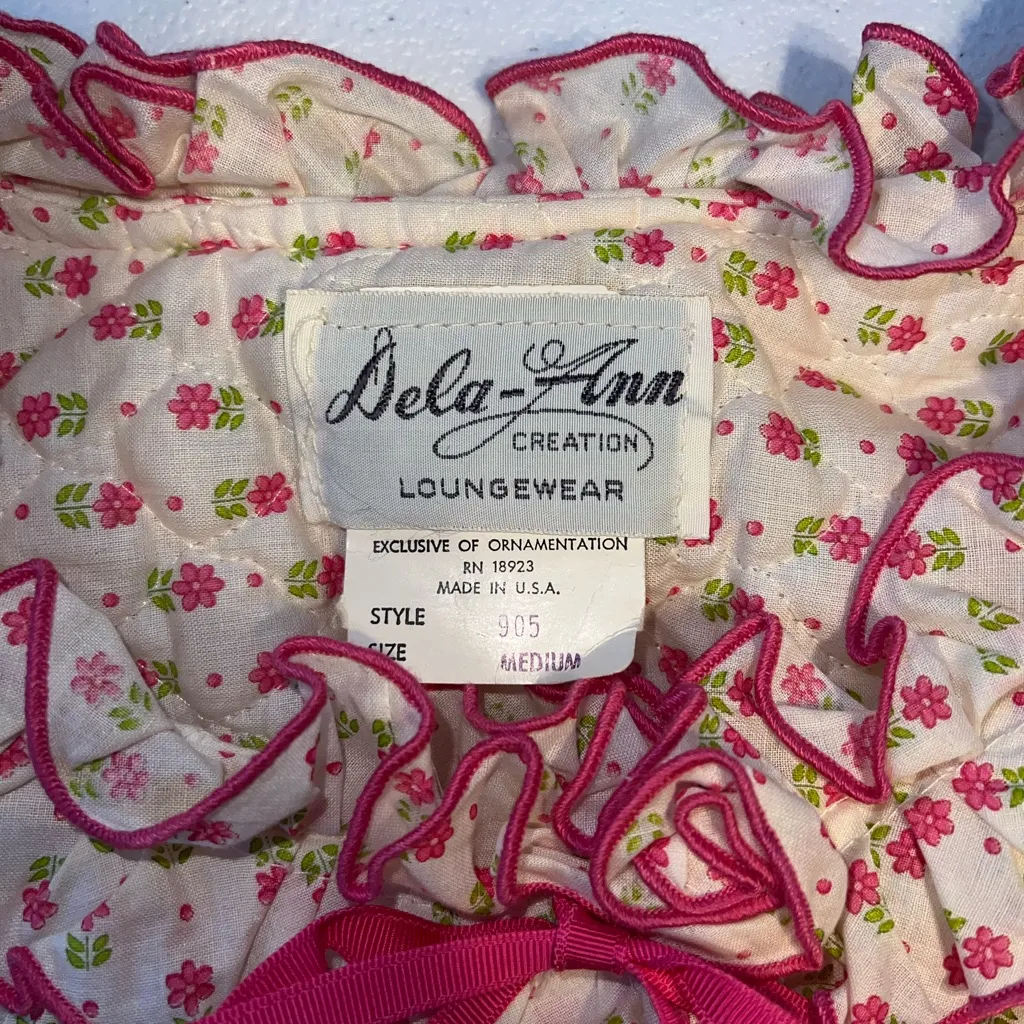 Dela-Ann
CREATION
LOUNGEWEAR
EXCLUSIVE OF ORNAMENTATION
RN 18923
MADE IN U.S.A.
STYLE 905
SIZE MEDIUM